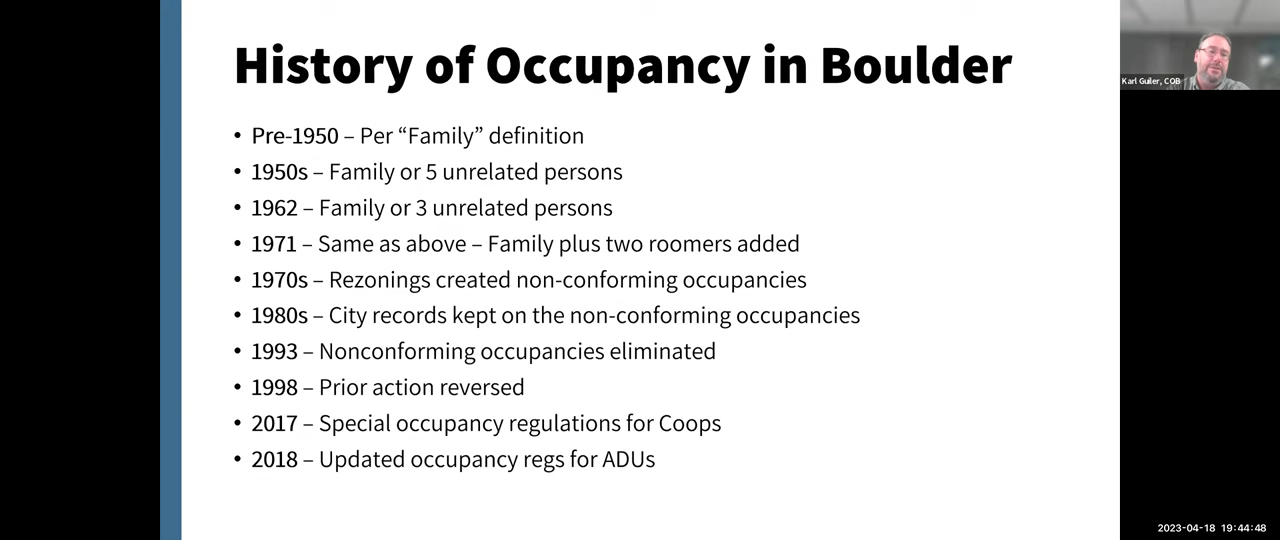 History of Occupancy in Boulder
• Pre-1950 – Per “Family” definition
• 1950s – Family or 5 unrelated persons
• 1962 – Family or 3 unrelated persons
• 1971 – Same as above – Family plus two roomers added
• 1970s – Rezonings created non-conforming occupancies
• 1980s – City records kept on the non-conforming occupancies
• 1993 – Nonconforming occupancies eliminated
• 1998 – Prior action reversed
• 2017 – Special occupancy regulations for Coops
• 2018 – Updated occupancy regs for ADUs
Karl Guiler, COB
2023-04-18 19:44:48